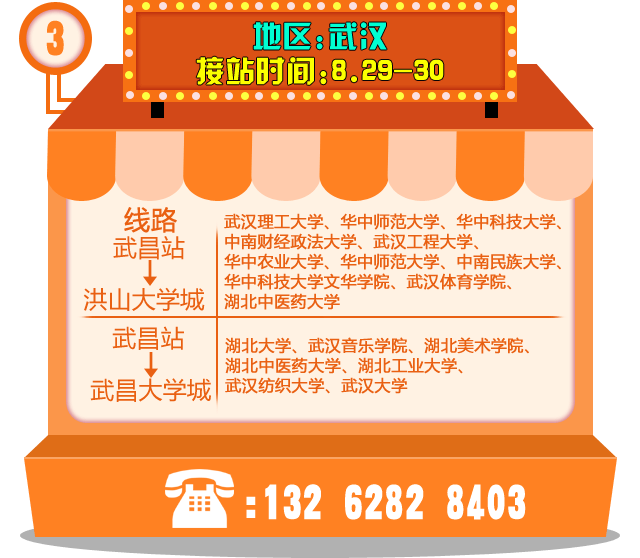 3
地区:武汉
接站时间:8.29-30
线路
武昌站
洪山大学城
武汉理工大学、华中师范大学、华中科技大学、
中南财经政法大学、武汉工程大学、
华中农业大学、华中师范大学、中南民族大学、
华中科技大学文华学院、武汉体育学院、
湖北中医药大学
武昌站
武昌大学城
湖北大学、武汉音乐学院、湖北美术学院、
湖北中医药大学、湖北工业大学、
武汉纺织大学、武汉大学
:132 6282 8403